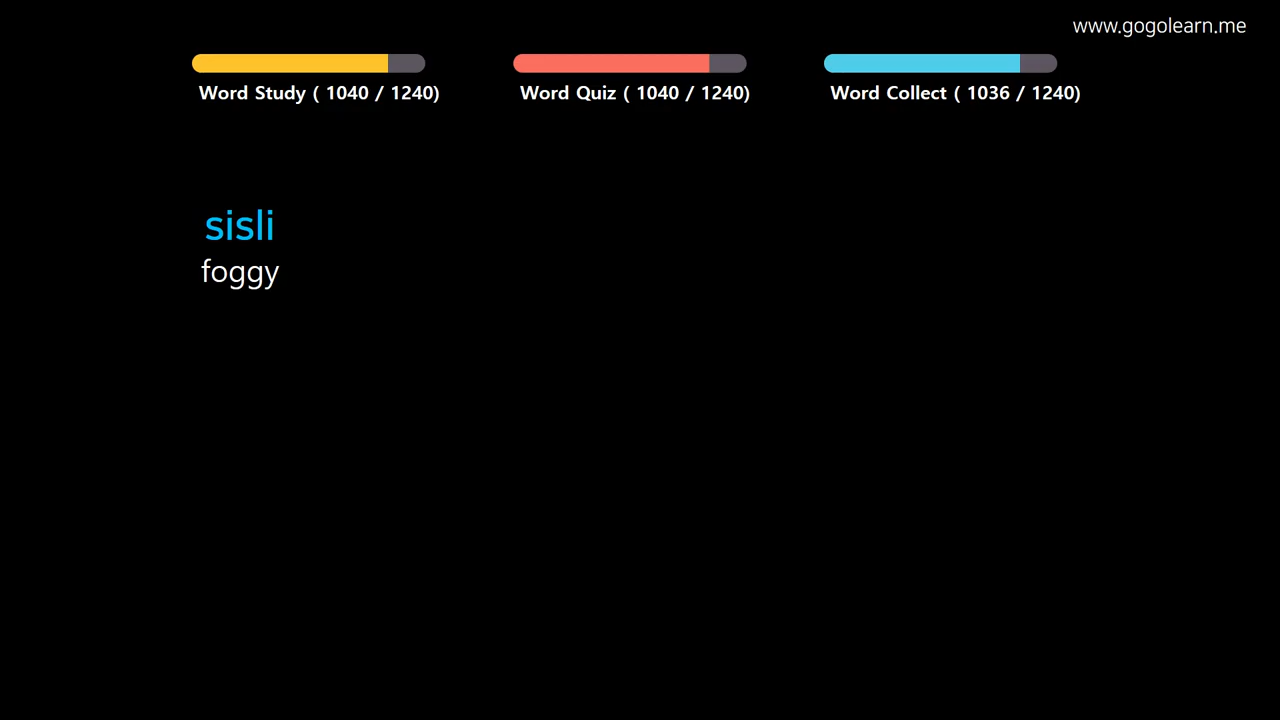 www.gogolearn.me
Word Study ( 1040 / 1240)
Word Quiz ( 1040 / 1240)
Word Collect ( 1036 / 1240)
sisli
foggy